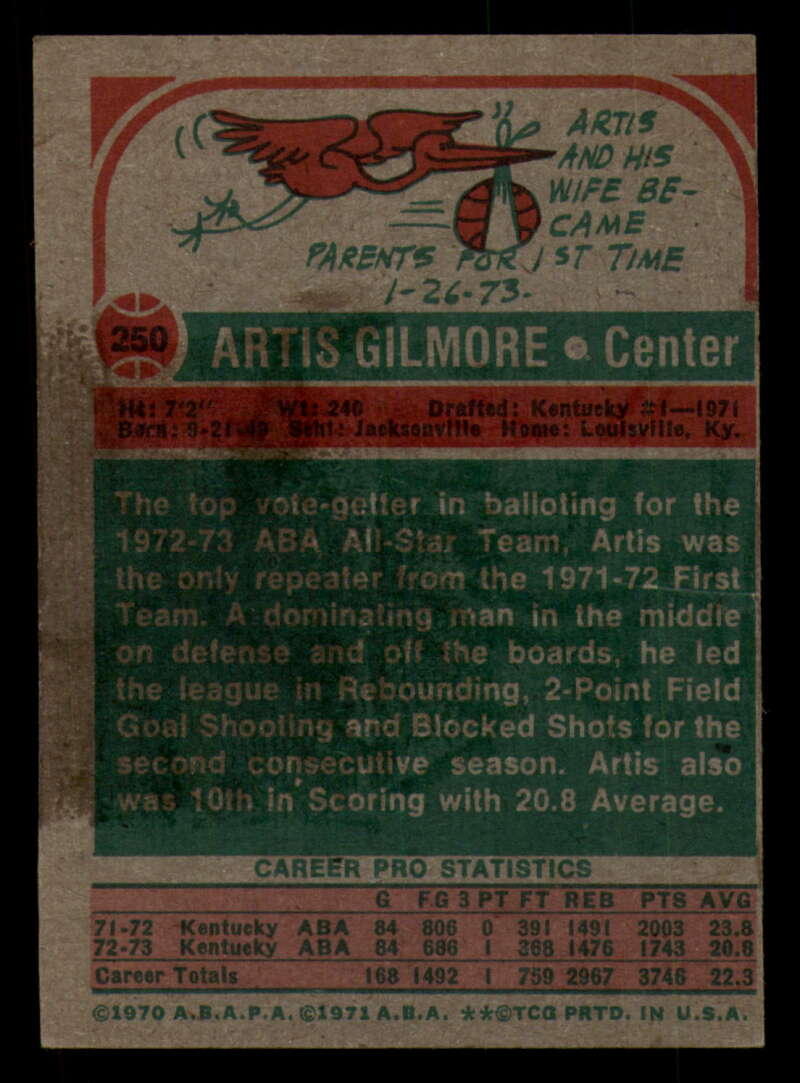 ARTIS
AND HIS
WIFE BE-
CAME
PARENTS FOR 1ST TIME
1-26-73.
250
ARTIS GILMORE • Center
Ht: 7'2" Wt: 240 Drafted: Kentucky #1—1971
Born: 9-21-49 Schl: Jacksonville Home: Louisville, Ky.
The top vote-getter in balloting for the
1972-73 ABA All-Star Team, Artis was
the only repeater from the 1971-72 First
Team. A dominating man in the middle
on defense and off the boards, he led
the league in Rebounding, 2-Point Field
Goal Shooting and Blocked Shots for the
second consecutive season. Artis also
was 10th in Scoring with 20.8 Average.
CAREER PRO STATISTICS
G FG 3 PT FT REB PTS AVG
71-72 Kentucky ABA 84 806 0 391 1491 2003 23.8
72-73 Kentucky ABA 84 686 1 368 1476 1743 20.8
Career Totals 168 1492 1 759 2967 3746 22.3
©1970 A.B.A.P.A. ©1971 A.B.A. **©TCG PRTD. IN U.S.A.